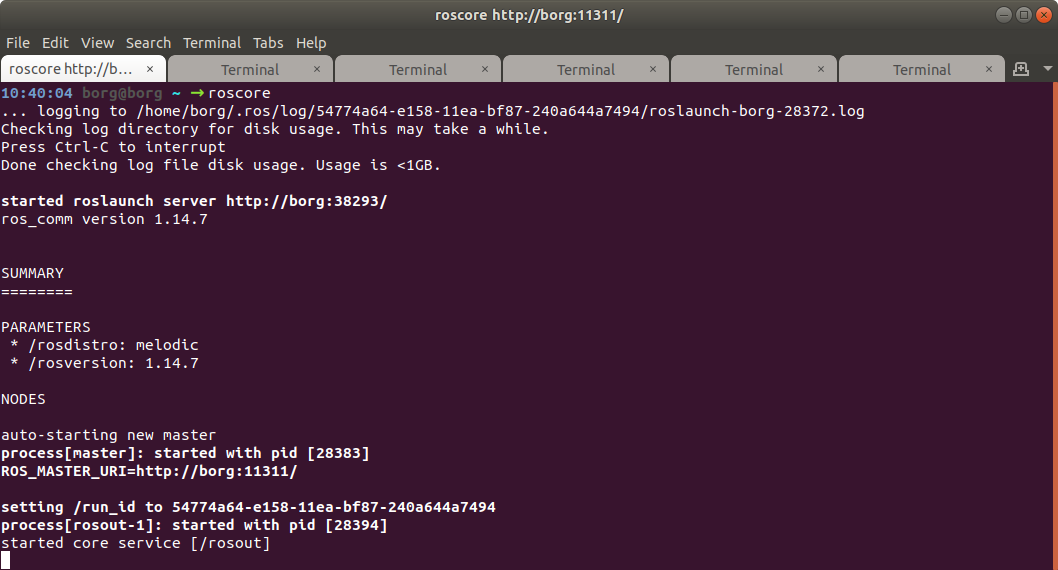 roscore http://borg:11311/
File Edit View Search Terminal Tabs Help
roscore http://b... × Terminal × Terminal × Terminal × Terminal × Terminal ×
10:40:04 borg@borg ~ → roscore
... logging to /home/borg/.ros/log/54774a64-e158-11ea-bf87-240a644a7494/roslaunch-borg-28372.log
Checking log directory for disk usage. This may take a while.
Press Ctrl-C to interrupt
Done checking log file disk usage. Usage is <1GB.
started roslaunch server http://borg:38293/
ros_comm version 1.14.7
SUMMARY
========
PARAMETERS
 * /rosdistro: melodic
 * /rosversion: 1.14.7
NODES
auto-starting new master
process[master]: started with pid [28383]
ROS_MASTER_URI=http://borg:11311/
setting /run_id to 54774a64-e158-11ea-bf87-240a644a7494
process[rosout-1]: started with pid [28394]
started core service [/rosout]